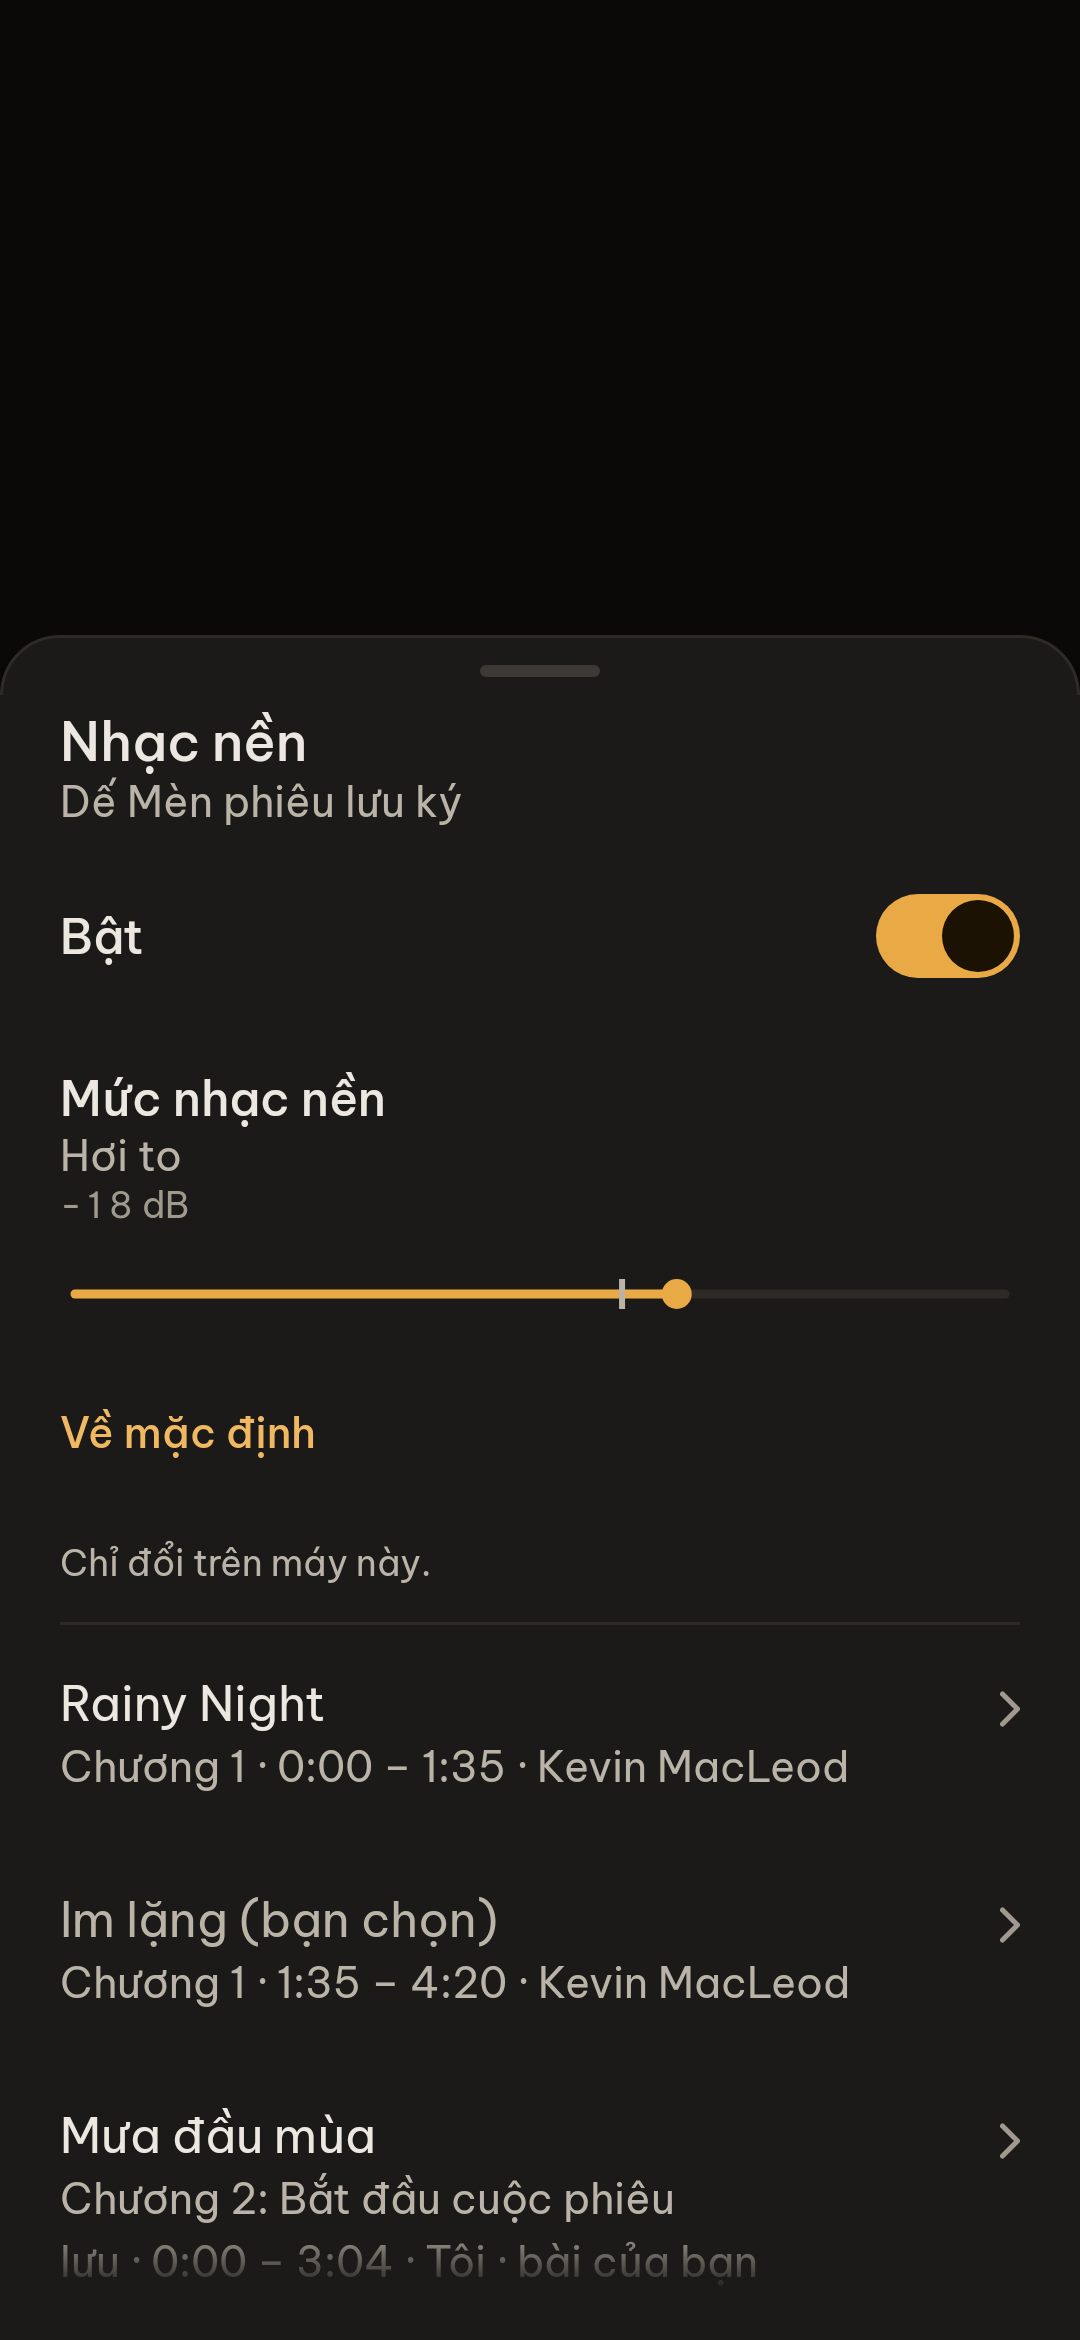 Nhạc nền
Dế Mèn phiêu lưu ký
Bật
Mức nhạc nền
Hơi to
−18 dB
Về mặc định
Chỉ đổi trên máy này.
Rainy Night
Chương 1 · 0:00 – 1:35 · Kevin MacLeod
Im lặng (bạn chọn)
Chương 1 · 1:35 – 4:20 · Kevin MacLeod
Mưa đầu mùa
Chương 2: Bắt đầu cuộc phiêu
lưu · 0:00 – 3:04 · Tôi · bài của bạn